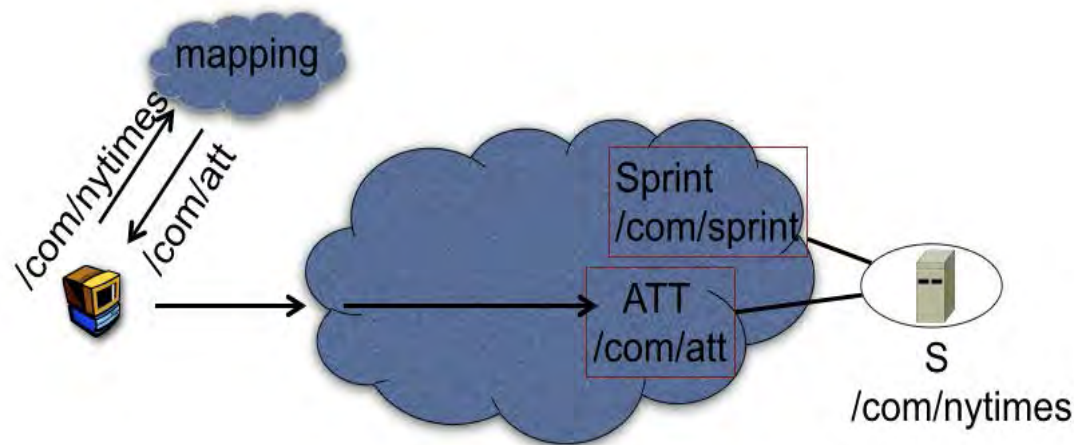 mapping
/com/nytimes
/com/att
Sprint
/com/sprint
ATT
/com/att
S
/com/nytimes